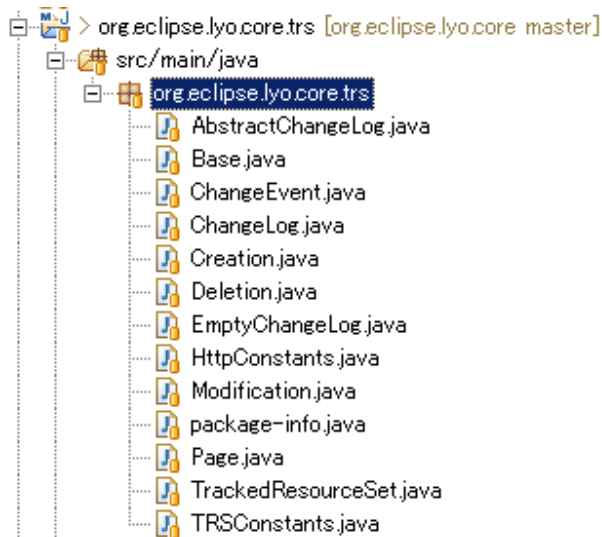 > org.eclipse.lyo.core.trs [org.eclipse.lyo.core master]
src/main/java
org.eclipse.lyo.core.trs
AbstractChangeLog.java
Base.java
ChangeEvent.java
ChangeLog.java
Creation.java
Deletion.java
EmptyChangeLog.java
HttpConstants.java
Modification.java
package-info.java
Page.java
TrackedResourceSet.java
TRSConstants.java